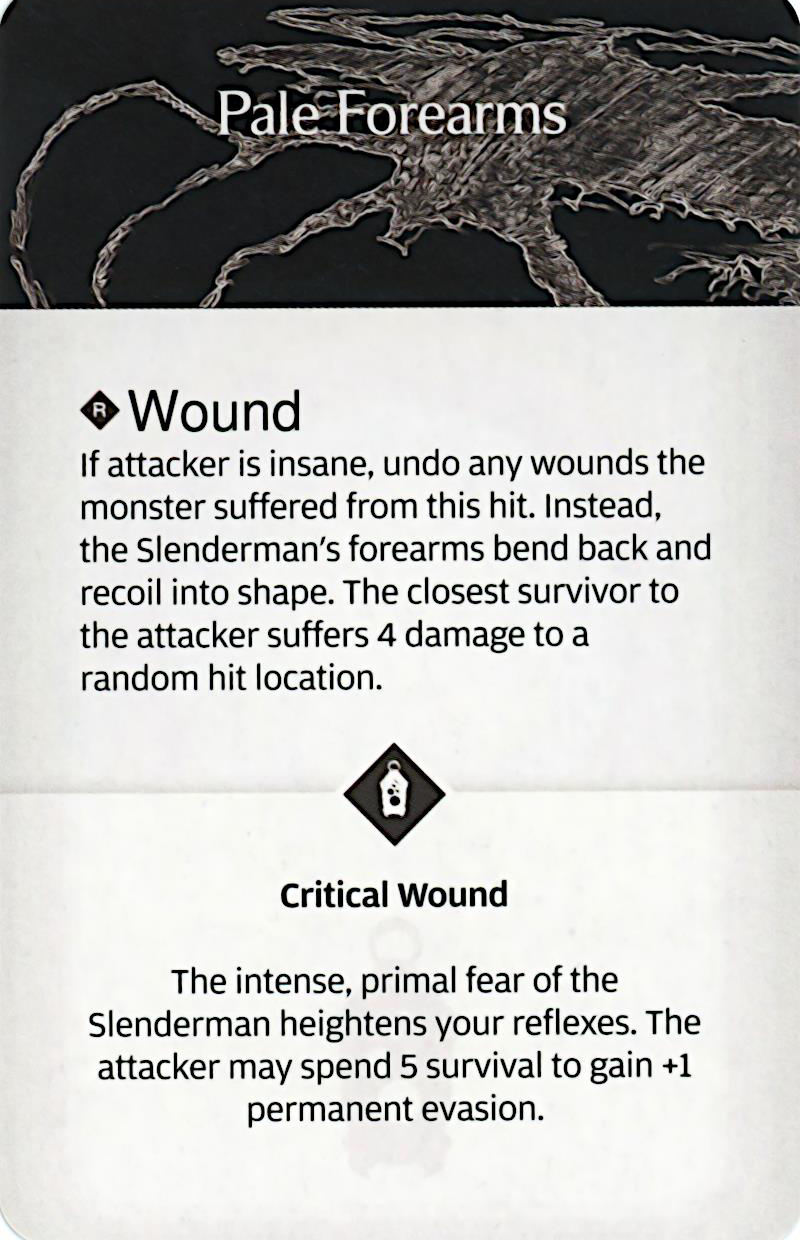 Pale Forearms
R Wound
If attacker is insane, undo any wounds the
monster suffered from this hit. Instead,
the Slenderman's forearms bend back and
recoil into shape. The closest survivor to
the attacker suffers 4 damage to a
random hit location.
Critical Wound
The intense, primal fear of the
Slenderman heightens your reflexes. The
attacker may spend 5 survival to gain +1
permanent evasion.